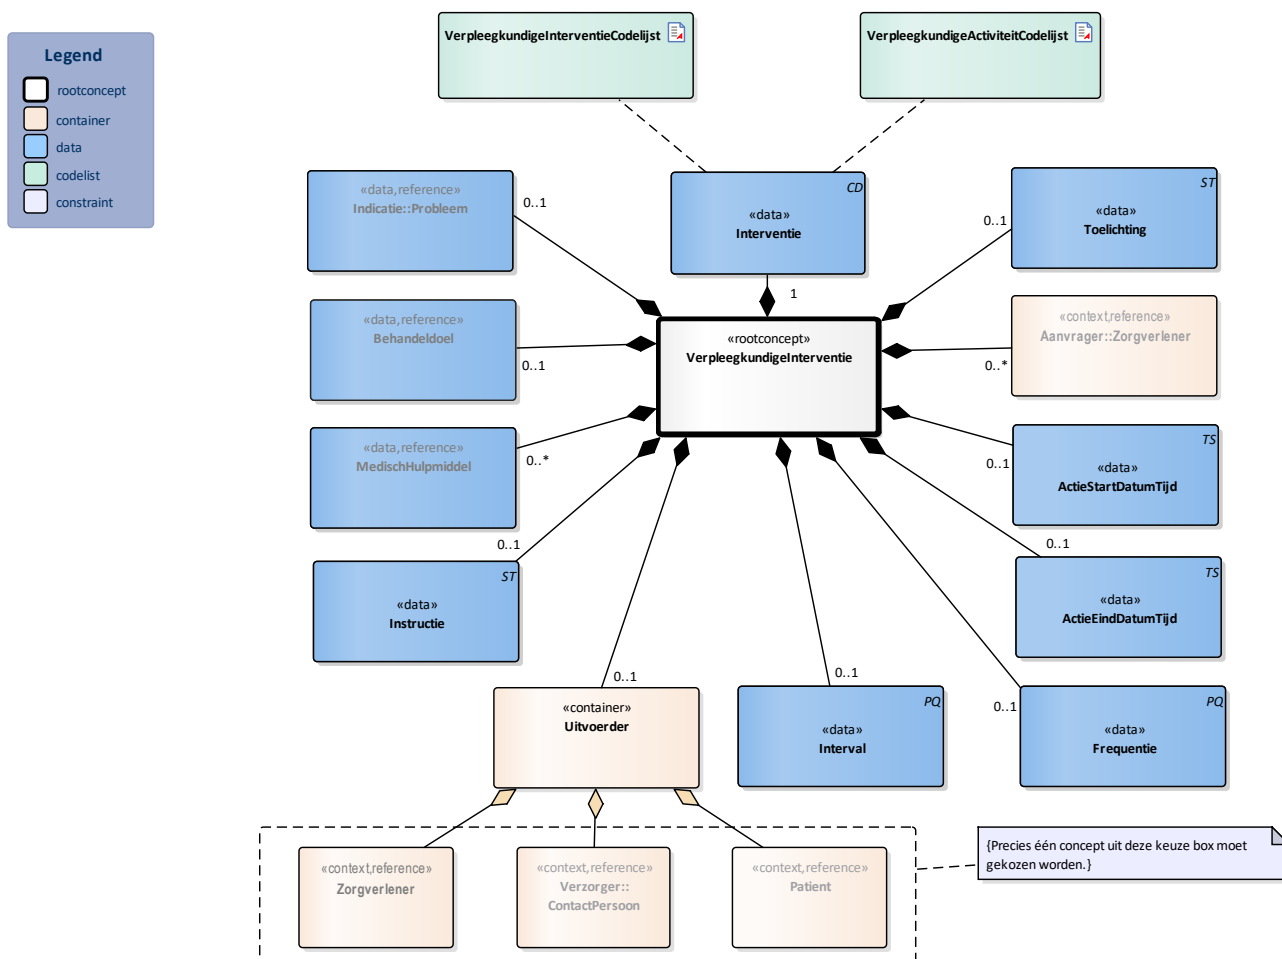 VerpleegkundigeInterventieCodelijst
VerpleegkundigeActiviteitCodelijst
Legend
rootconcept
container
data
codelist
constraint
«data,reference»
Indicatie::Probleem
0..1
CD
«data»
Interventie
1
ST
«data»
Toelichting
0..1
«data,reference»
Behandeldoel
0..1
«rootconcept»
VerpleegkundigeInterventie
«context,reference»
Aanvrager::Zorgverlener
0..*
«data,reference»
MedischHulpmiddel
0..*
TS
«data»
ActieStartDatumTijd
0..1
ST
«data»
Instructie
0..1
TS
«data»
ActieEindDatumTijd
0..1
«container»
Uitvoerder
0..1
PQ
«data»
Interval
0..1
PQ
«data»
Frequentie
0..1
«context,reference»
Zorgverlener
«context,reference»
Verzorger::
ContactPersoon
«context,reference»
Patient
{Precies één concept uit deze keuze box moet
gekozen worden.}